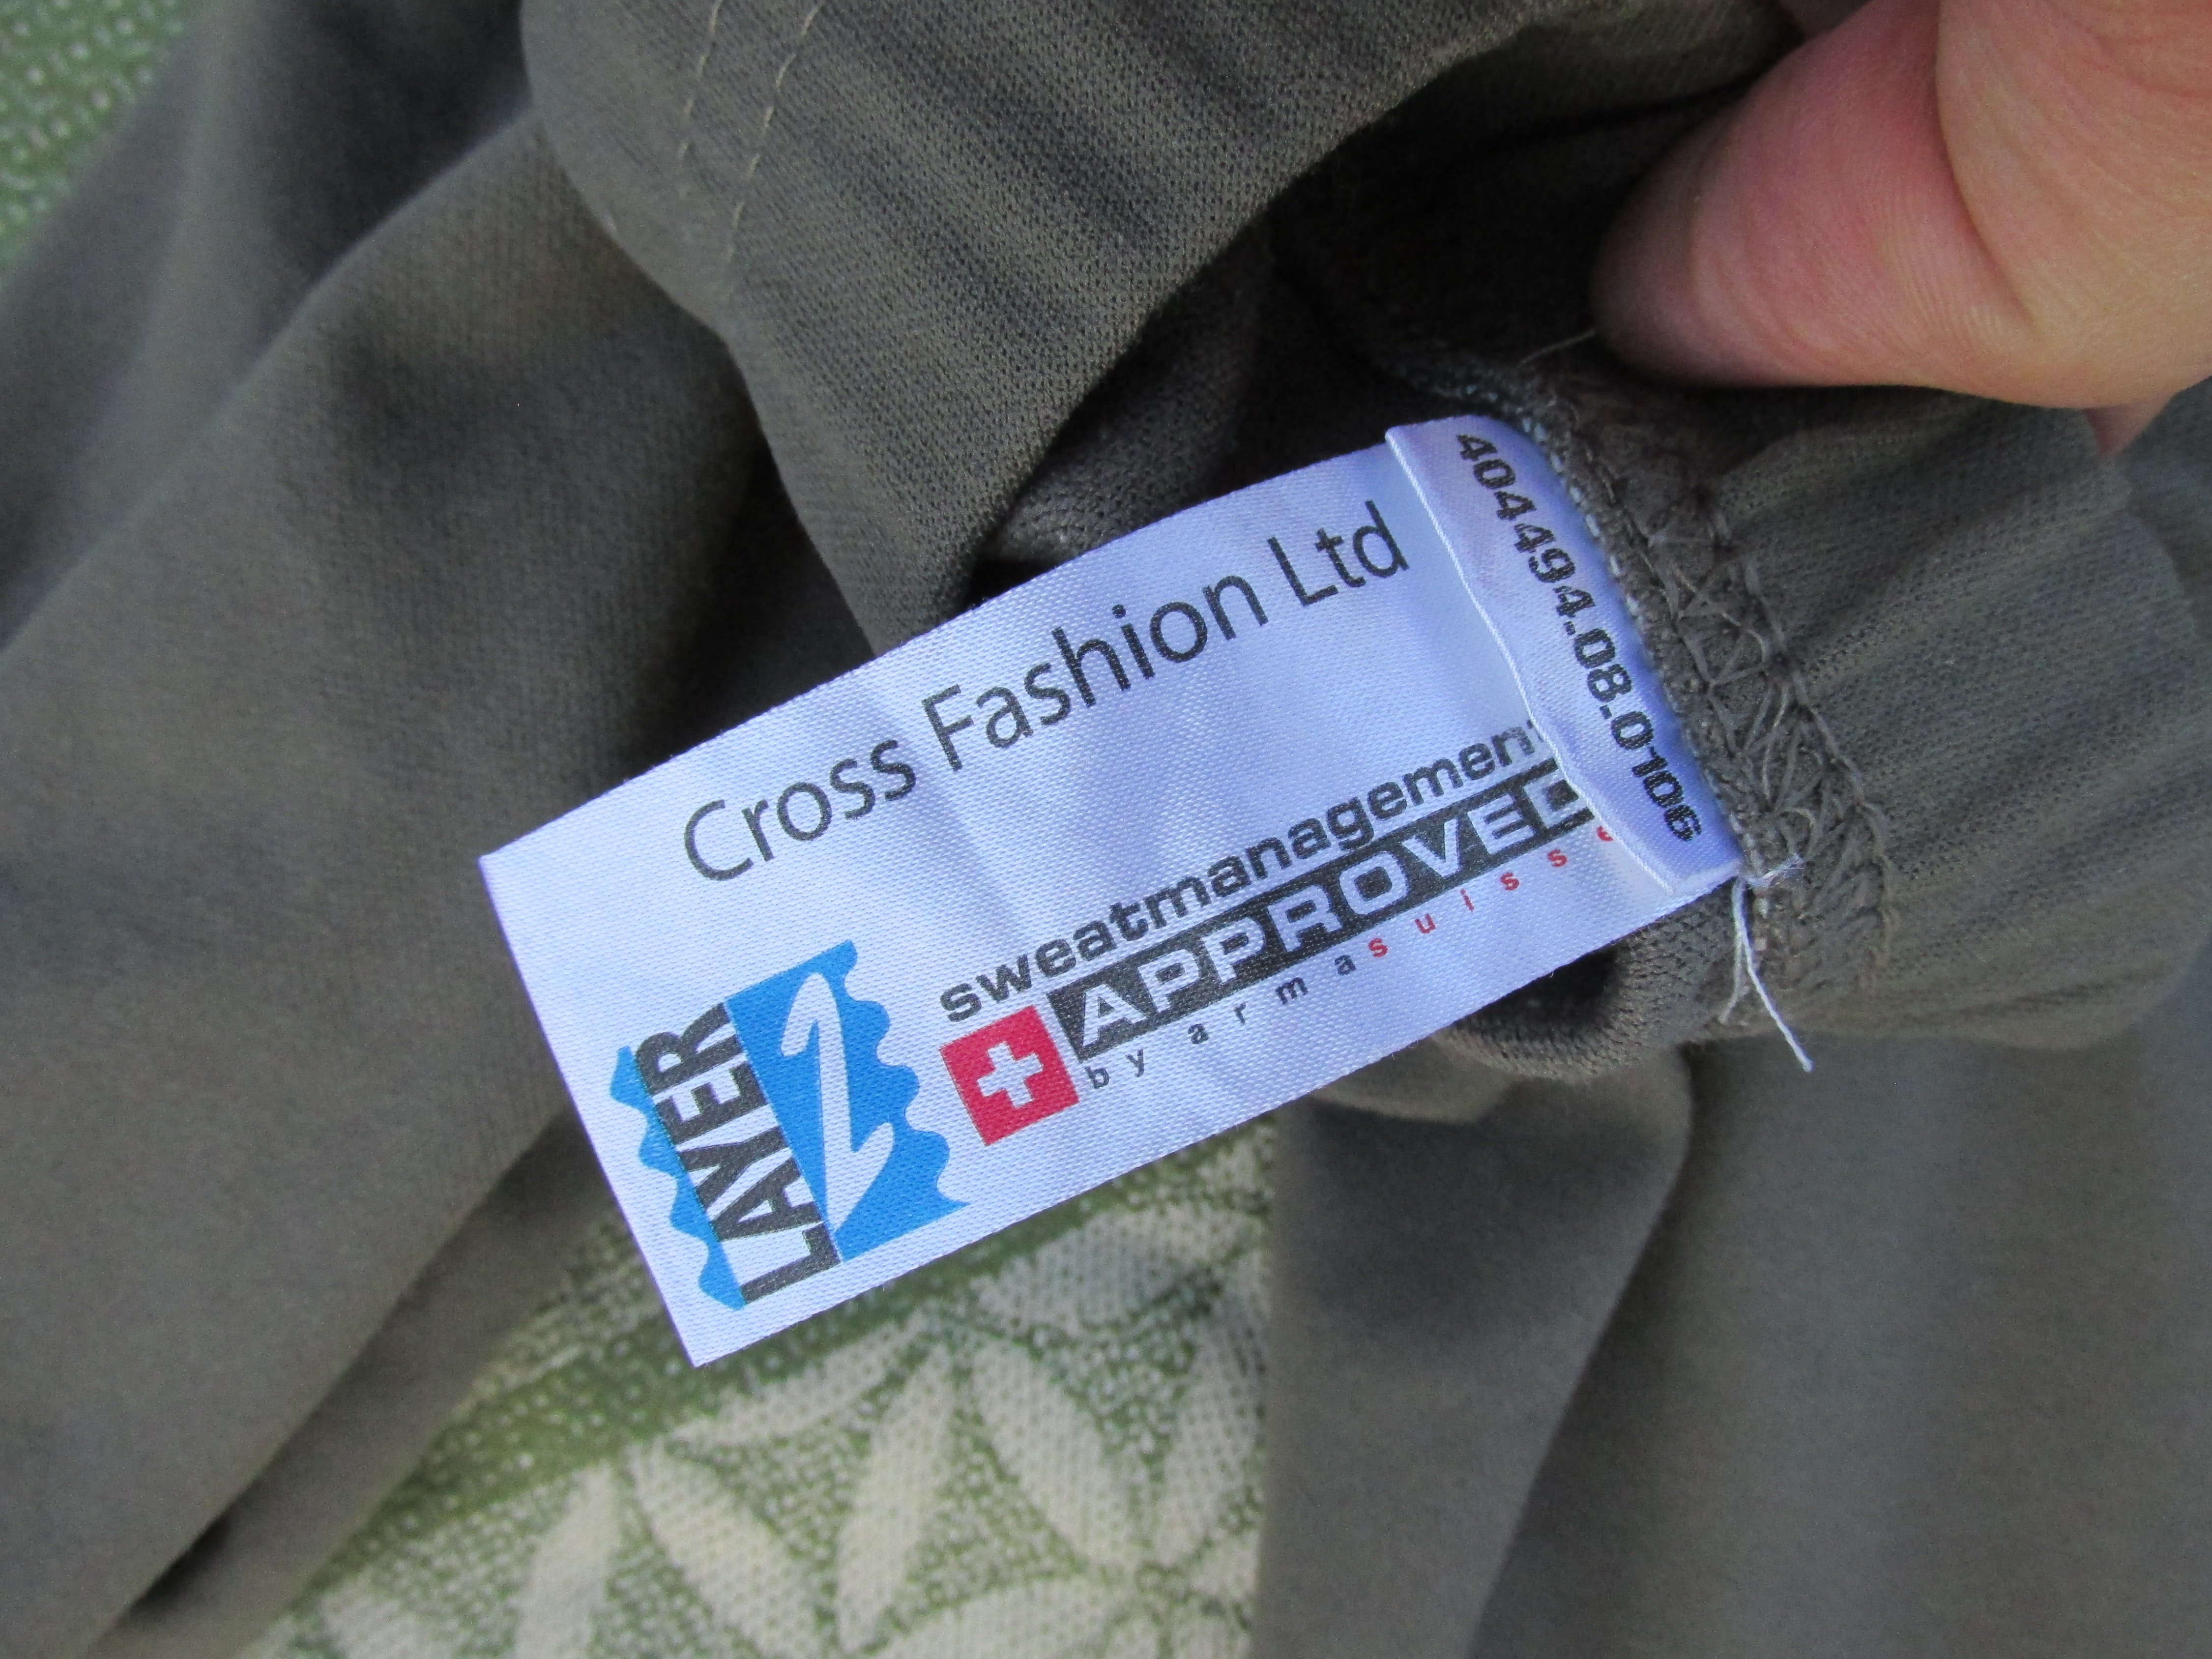 Cross Fashion Ltd
LAYER 2
sweatmanagement
APPROVED
by armasuisse
404494.08.0106